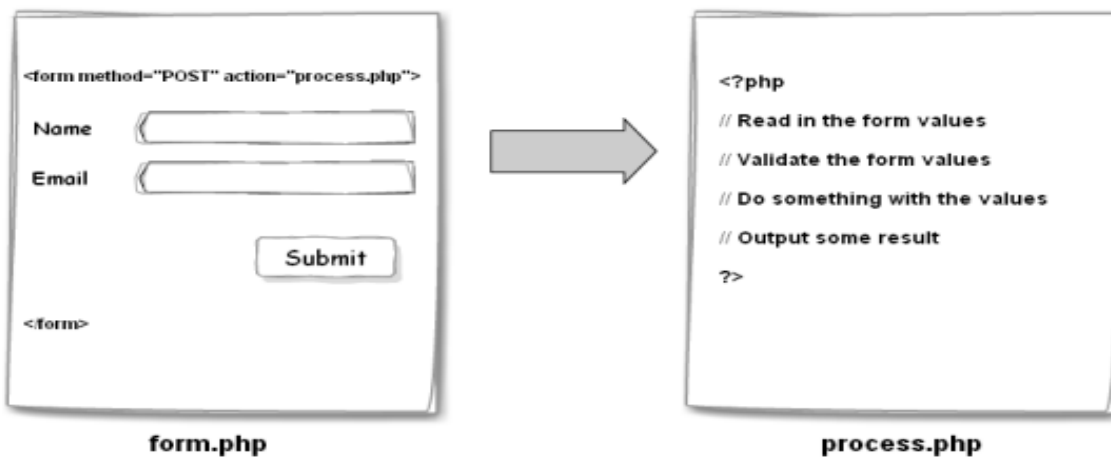 <form method="POST" action="process.php">
Name
Email
Submit
</form>
form.php
<?php
// Read in the form values
// Validate the form values
// Do something with the values
// Output some result
?>
process.php